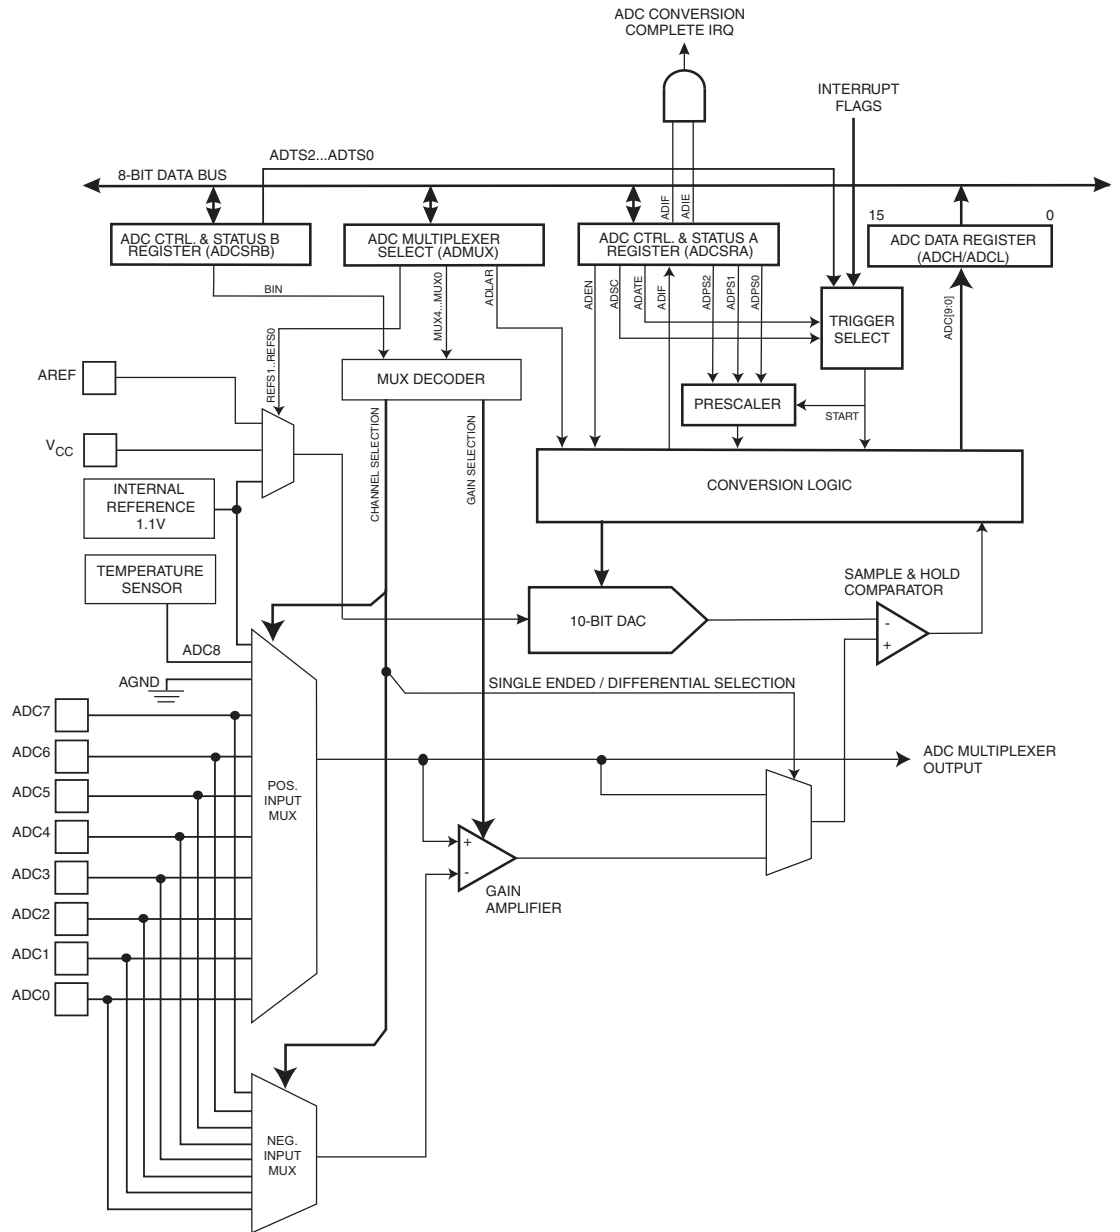 ADC CONVERSION
COMPLETE IRQ
INTERRUPT
FLAGS
ADTS2...ADTS0
8-BIT DATA BUS
ADIF
ADIE
15
0
ADC CTRL. & STATUS B
REGISTER (ADCSRB)
ADC MULTIPLEXER
SELECT (ADMUX)
ADC CTRL. & STATUS A
REGISTER (ADCSRA)
ADC DATA REGISTER
(ADCH/ADCL)
BIN
REFS1..REFS0
MUX4...MUX0
ADLAR
ADEN
ADSC
ADATE
ADIF
ADPS2
ADPS1
ADPS0
TRIGGER
SELECT
ADC[9:0]
AREF
MUX DECODER
PRESCALER
START
VCC
CHANNEL SELECTION
GAIN SELECTION
INTERNAL
REFERENCE
1.1V
CONVERSION LOGIC
TEMPERATURE
SENSOR
10-BIT DAC
SAMPLE & HOLD
COMPARATOR
-
+
ADC8
AGND
SINGLE ENDED / DIFFERENTIAL SELECTION
ADC7
ADC6
ADC5
ADC4
ADC3
ADC2
ADC1
ADC0
POS.
INPUT
MUX
ADC MULTIPLEXER
OUTPUT
+
-
GAIN
AMPLIFIER
NEG.
INPUT
MUX